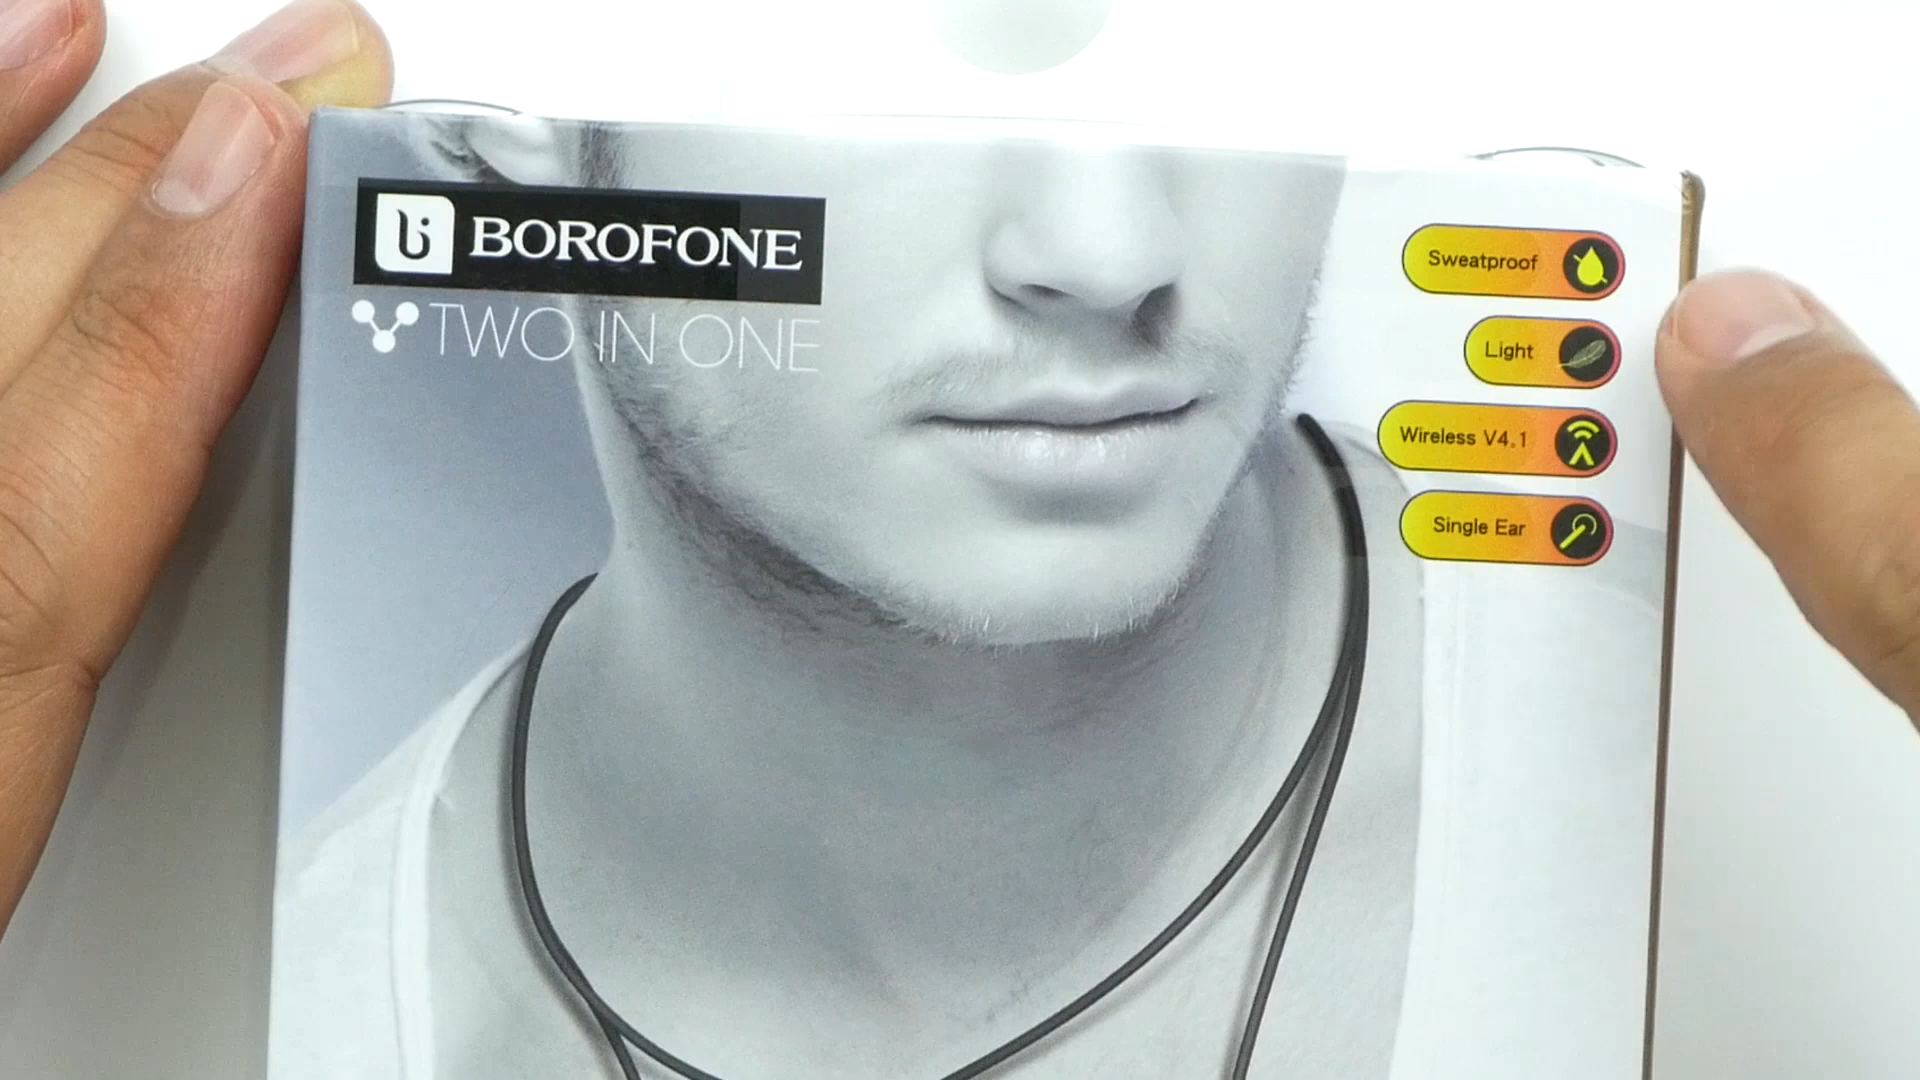 BOROFONE
TWO IN ONE
Sweatproof
Light
Wireless V4.1
Single Ear